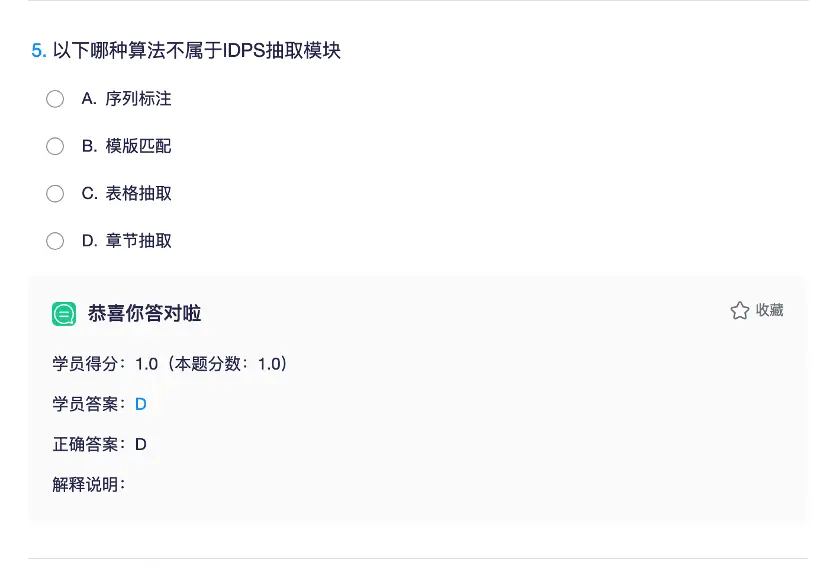 5. 以下哪种算法不属于IDPS抽取模块
A. 序列标注
B. 模版匹配
C. 表格抽取
D. 章节抽取
恭喜你答对啦
收藏
学员得分：1.0（本题分数：1.0）
学员答案：D
正确答案：D
解释说明：